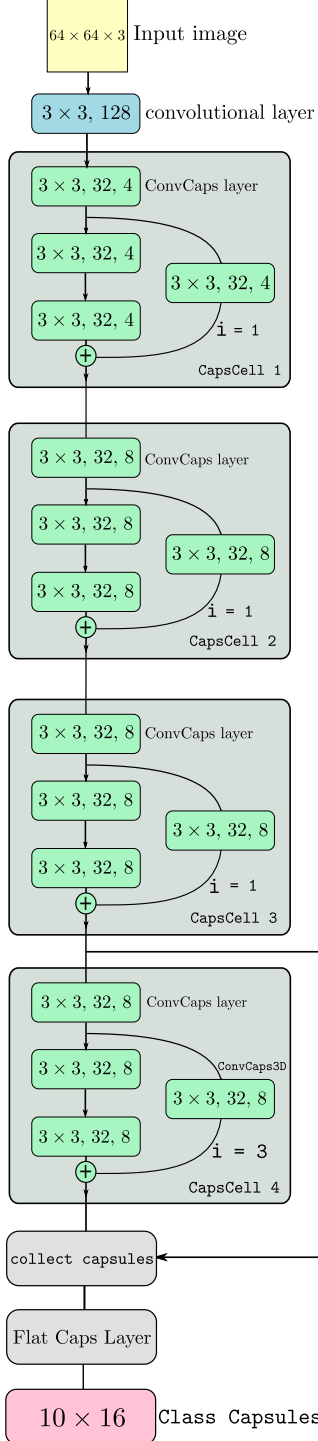 64 × 64 × 3 Input image
3 × 3, 128 convolutional layer
3 × 3, 32, 4 ConvCaps layer
3 × 3, 32, 4
3 × 3, 32, 4
3 × 3, 32, 4
i = 1
+
CapsCell 1
3 × 3, 32, 8 ConvCaps layer
3 × 3, 32, 8
3 × 3, 32, 8
3 × 3, 32, 8
i = 1
+
CapsCell 2
3 × 3, 32, 8 ConvCaps layer
3 × 3, 32, 8
3 × 3, 32, 8
3 × 3, 32, 8
i = 1
+
CapsCell 3
3 × 3, 32, 8 ConvCaps layer
3 × 3, 32, 8
ConvCaps3D
3 × 3, 32, 8
3 × 3, 32, 8
i = 3
+
CapsCell 4
collect capsules
Flat Caps Layer
10 × 16 Class Capsules